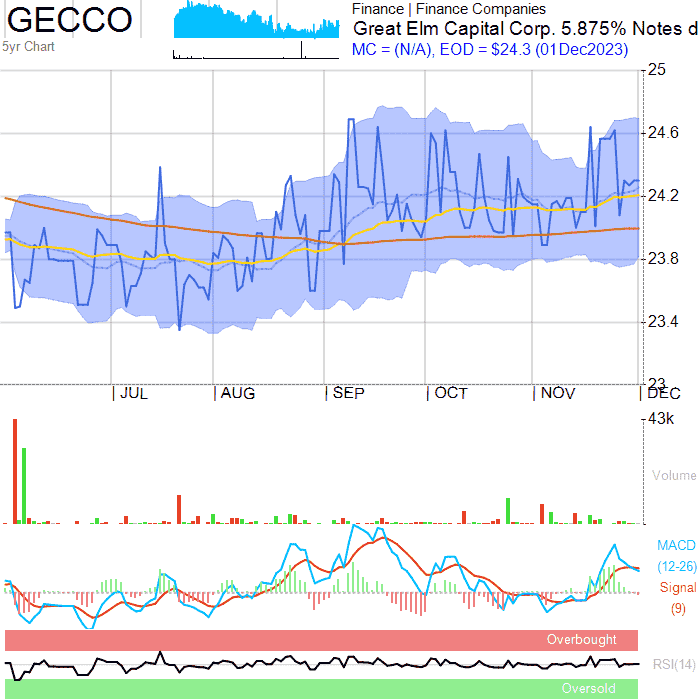 GECCO
Finance | Finance Companies
Great Elm Capital Corp. 5.875% Notes d
5yr Chart
MC = (N/A), EOD = $24.3 (01Dec2023)
25
24.6
24.2
23.8
23.4
23
JUL AUG SEP OCT NOV DEC
43k
Volume
MACD
(12-26)
Signal
(9)
Overbought
RSI(14)
Oversold